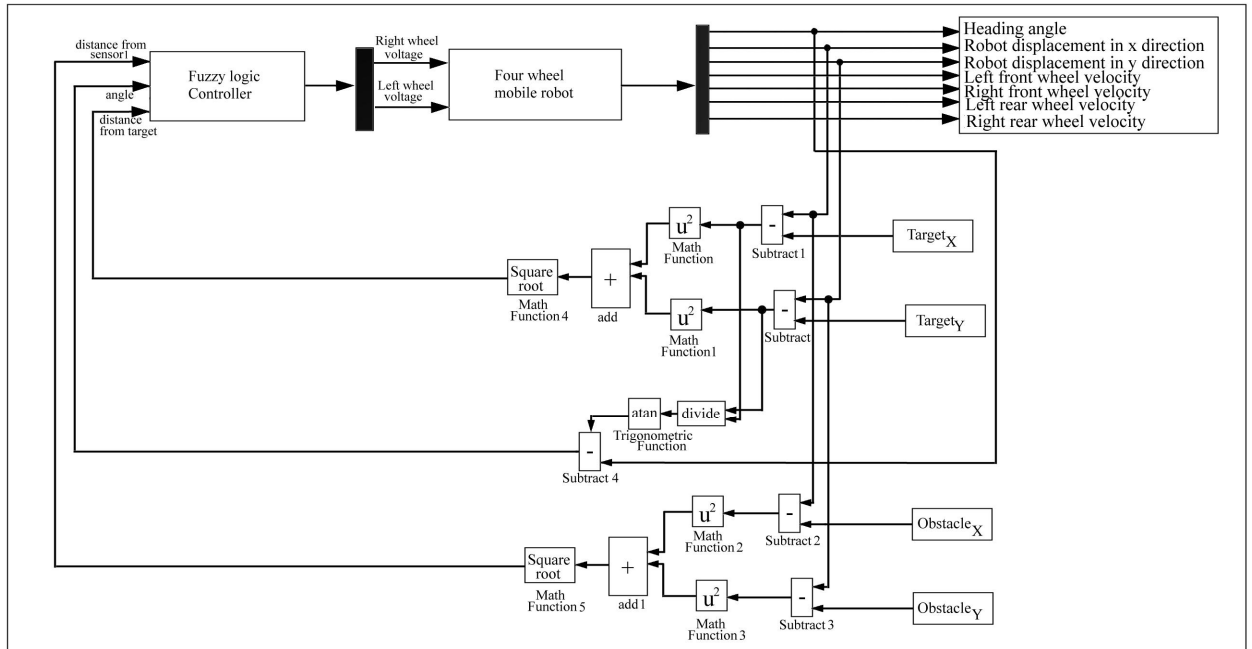 distance from
sensor1
angle
distance
from target
Fuzzy logic
Controller
Right wheel
voltage
Left wheel
voltage
Four wheel
mobile robot
Heading angle
Robot displacement in x direction
Robot displacement in y direction
Left front wheel velocity
Right front wheel velocity
Left rear wheel velocity
Right rear wheel velocity
u²
Math
Function
-
Subtract 1
Target_X
Square
root
Math
Function 4
+
add
u²
Math
Function1
-
Subtract
Target_Y
atan
divide
Trigonometric
Function
-
Subtract 4
u²
Math
Function 2
-
Subtract 2
Obstacle_X
Square
root
Math
Function 5
+
add 1
u²
Math
Function 3
-
Subtract 3
Obstacle_Y